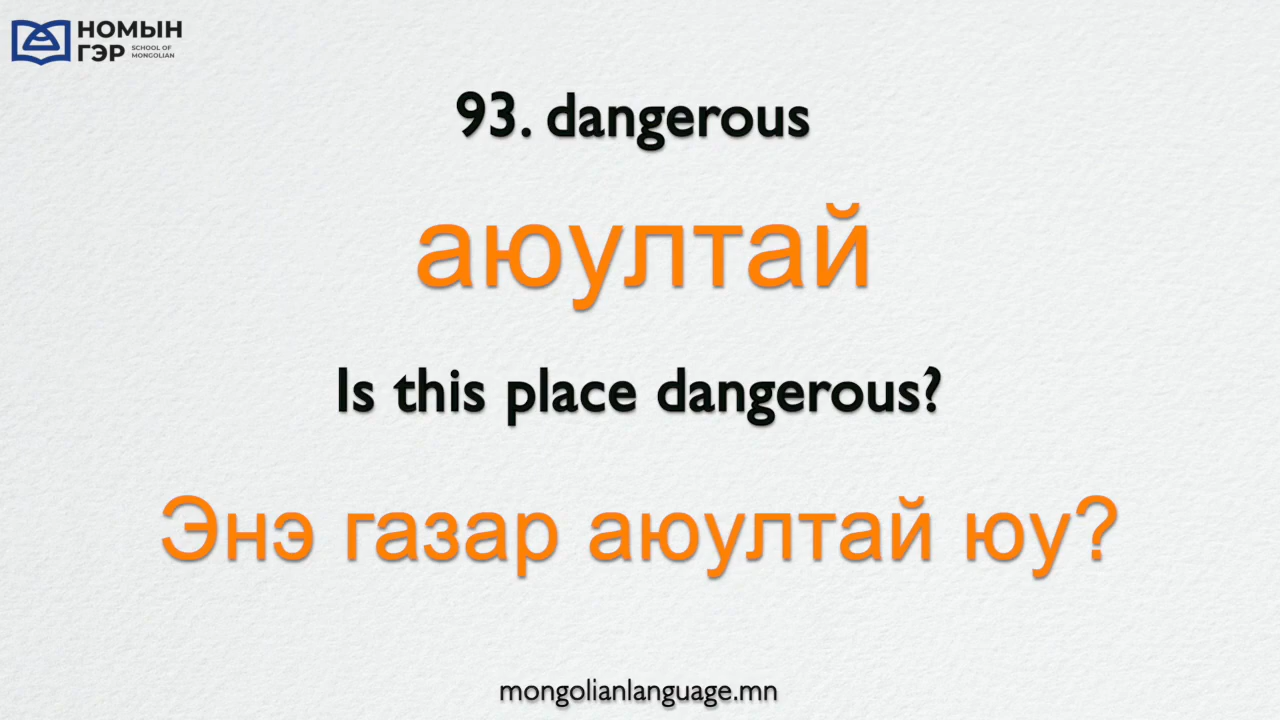 НОМЫН
ГЭР SCHOOL OF
MONGOLIAN
93. dangerous
аюултай
Is this place dangerous?
Энэ газар аюултай юу?
mongolianlanguage.mn